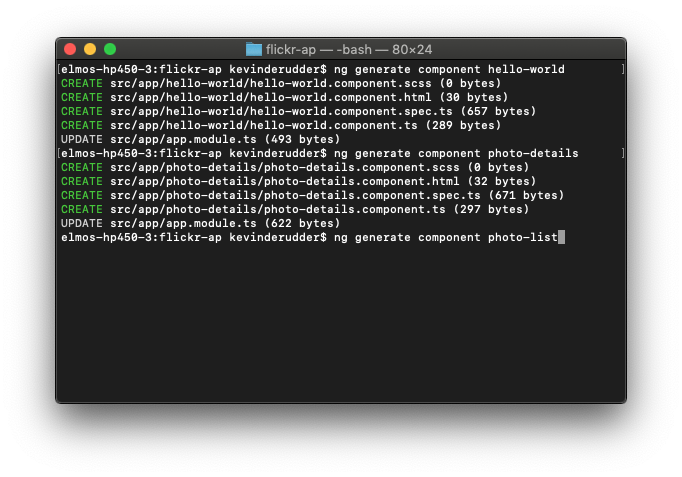 flickr-ap — -bash — 80×24
[elmos-hp450-3:flickr-ap kevinderudder$ ng generate component hello-world ]
CREATE src/app/hello-world/hello-world.component.scss (0 bytes)
CREATE src/app/hello-world/hello-world.component.html (30 bytes)
CREATE src/app/hello-world/hello-world.component.spec.ts (657 bytes)
CREATE src/app/hello-world/hello-world.component.ts (289 bytes)
UPDATE src/app/app.module.ts (493 bytes)
[elmos-hp450-3:flickr-ap kevinderudder$ ng generate component photo-details ]
CREATE src/app/photo-details/photo-details.component.scss (0 bytes)
CREATE src/app/photo-details/photo-details.component.html (32 bytes)
CREATE src/app/photo-details/photo-details.component.spec.ts (671 bytes)
CREATE src/app/photo-details/photo-details.component.ts (297 bytes)
UPDATE src/app/app.module.ts (622 bytes)
elmos-hp450-3:flickr-ap kevinderudder$ ng generate component photo-list